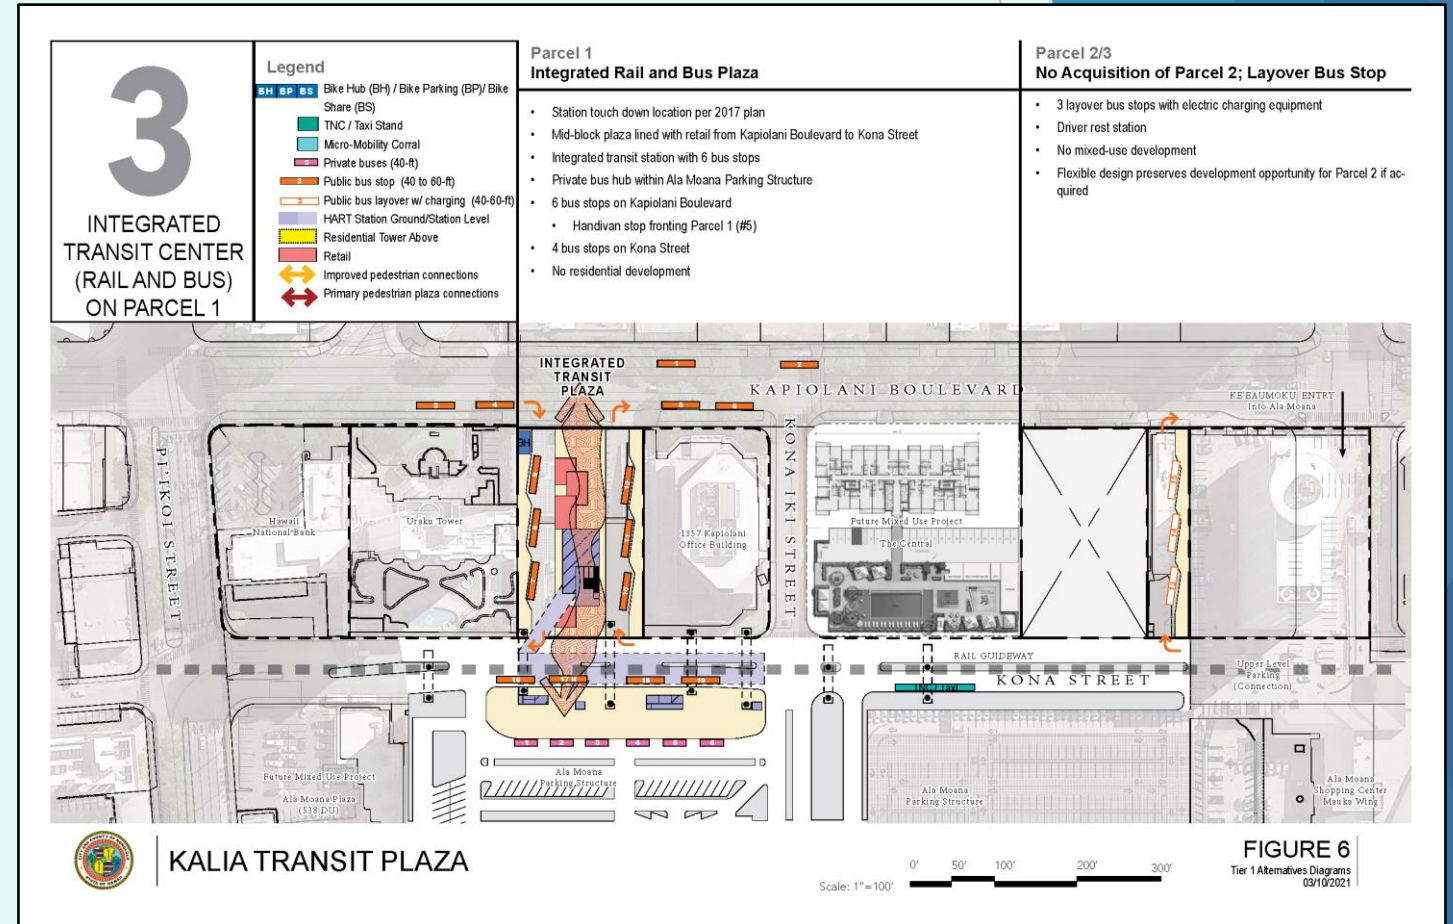 3
INTEGRATED
TRANSIT CENTER
(RAIL AND BUS)
ON PARCEL 1
Legend
BH BP BS Bike Hub (BH) / Bike Parking (BP)/ Bike
Share (BS)
TNC / Taxi Stand
Micro-Mobility Corral
Private buses (40-ft)
Public bus stop (40 to 60-ft)
Public bus layover w/ charging (40-60-ft)
HART Station Ground/Station Level
Residential Tower Above
Retail
Improved pedestrian connections
Primary pedestrian plaza connections
Parcel 1
Integrated Rail and Bus Plaza
• Station touch down location per 2017 plan
• Mid-block plaza lined with retail from Kapiolani Boulevard to Kona Street
• Integrated transit station with 6 bus stops
• Private bus hub within Ala Moana Parking Structure
• 6 bus stops on Kapiolani Boulevard
• Handivan stop fronting Parcel 1 (#5)
• 4 bus stops on Kona Street
• No residential development
Parcel 2/3
No Acquisition of Parcel 2; Layover Bus Stop
• 3 layover bus stops with electric charging equipment
• Driver rest station
• No mixed-use development
• Flexible design preserves development opportunity for Parcel 2 if ac-
quired
INTEGRATED
TRANSIT
PLAZA
1
2
KAPIOLANI BOULEVARD
KE'EAUMOKU ENTRY
Into Ala Moana
3
4
BH
PI'IKOI STREET
KONA IKI STREET
Hawaii
National Bank
Uraku Tower
1357 Kapiolani
Office Building
Future Mixed Use Project
The Central
RAIL GUIDEWAY
KONA STREET
TNC / Taxi
Upper Level
Parking
(Connection)
1 2 3 4 5 6
Future Mixed Use Project
Ala Moana Plaza
(538 DU)
Ala Moana
Parking Structure
Ala Moana
Parking Structure
Ala Moana
Shopping Center
Mauka Wing
KALIA TRANSIT PLAZA
Scale: 1"=100'
0' 50' 100' 200' 300'
FIGURE 6
Tier 1 Alternatives Diagrams
03/10/2021